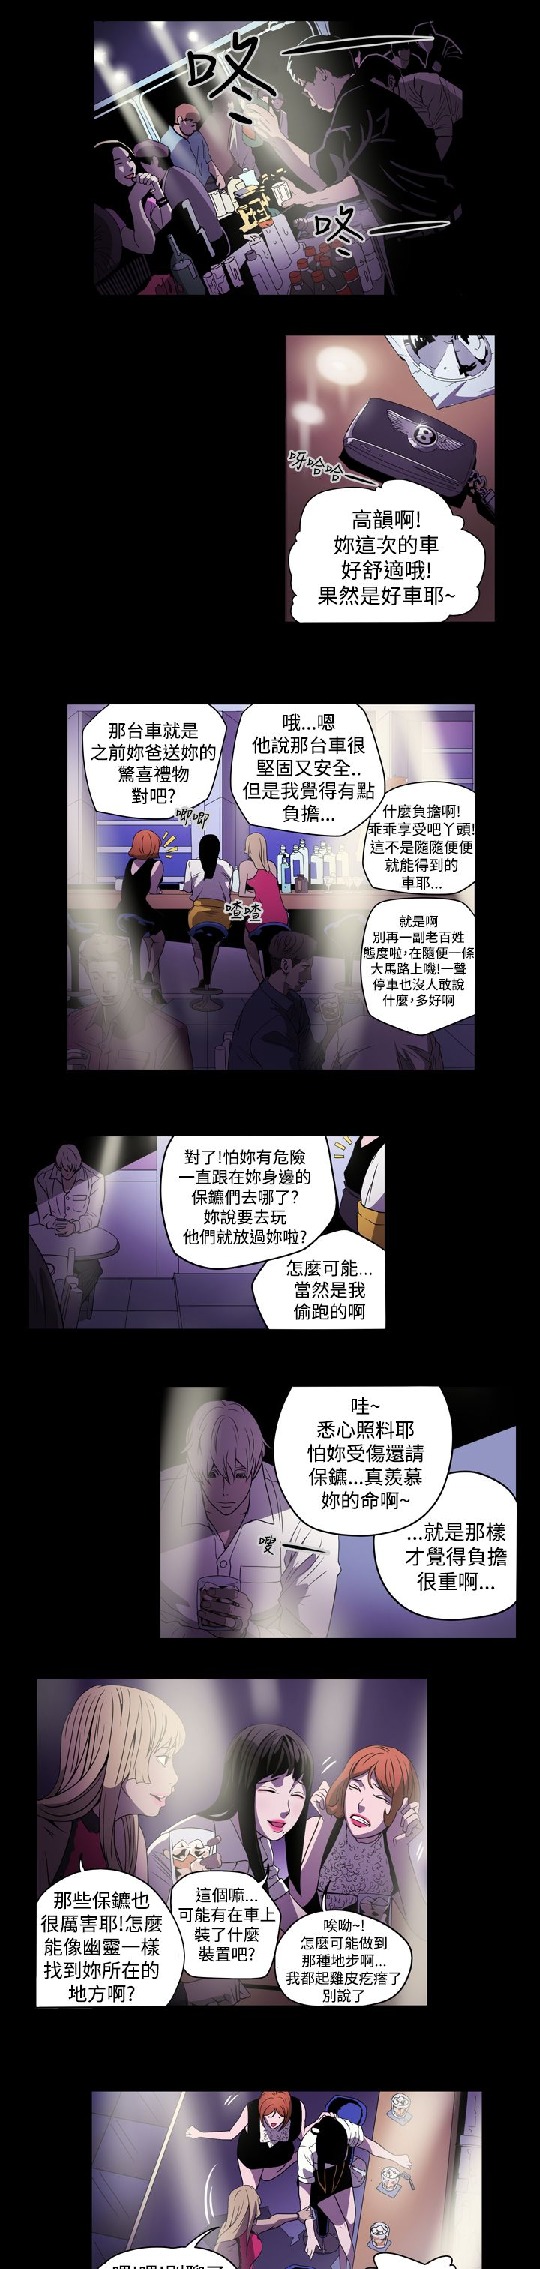 咚
咚
呀哈哈
高韻啊!
妳這次的車
好舒適哦!
果然是好車耶~
那台車就是
之前妳爸送妳的
驚喜禮物
對吧?
哦...嗯
他說那台車很
堅固又安全..
但是我覺得有點
負擔...
唧唧
喳喳
什麼負擔啊!
乖乖享受吧丫頭!
這不是隨隨便便
就能得到的
車耶...
就是啊
別再一副老百姓
態度啦,在隨便一條
大馬路上嘰!一聲
停車也沒人敢說
什麼,多好啊
對了!怕妳有危險
一直跟在妳身邊的
保鑣們去哪了?
妳說要去玩
他們就放過妳啦?
怎麼可能...
當然是我
偷跑的啊
哇~
悉心照料耶
怕妳受傷還請
保鑣...真羨慕
妳的命啊~
...就是那樣
才覺得負擔
很重啊...
那些保鑣也
很厲害耶!怎麼
能像幽靈一樣
找到妳所在的
地方啊?
這個嘛...
可能有在車上
裝了什麼
裝置吧?
唉呦~!
怎麼可能做到
那種地步啊...
我都起雞皮疙瘩了
別說了